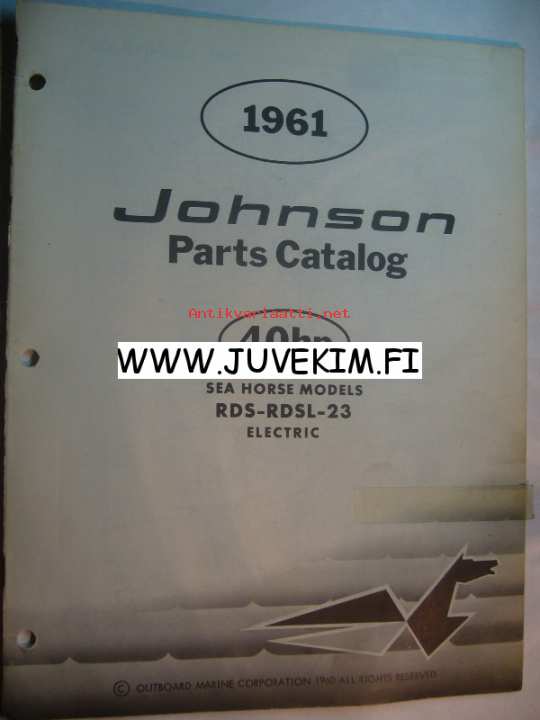 1961
Johnson
Parts Catalog
Antikvariaatti.net
40hp
WWW.JUVEKIM.FI
SEA HORSE MODELS
RDS-RDSL-23
ELECTRIC
© OUTBOARD MARINE CORPORATION 1960 ALL RIGHTS RESERVED